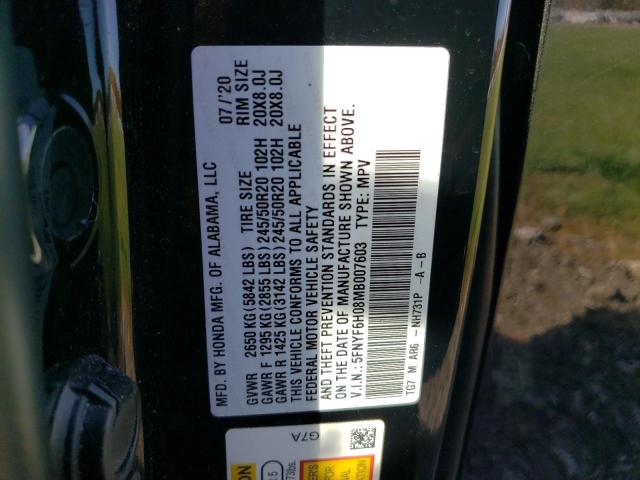 MFD. BY HONDA MFG. OF ALABAMA, LLC 07/'20
GVWR 2650 KG (5842 LBS) TIRE SIZE RIM SIZE
GAWR F 1295 KG (2855 LBS) 245/50R20 102H 20X8.0J
GAWR R 1425 KG (3142 LBS) 245/50R20 102H 20X8.0J
THIS VEHICLE CONFORMS TO ALL APPLICABLE
FEDERAL MOTOR VEHICLE SAFETY
AND THEFT PREVENTION STANDARDS IN EFFECT
ON THE DATE OF MANUFACTURE SHOWN ABOVE.
V.I.N.: 5FNYF6H08MB007603 TYPE: MPV
TG7 M AR6 -NH731P -A-B
G7A